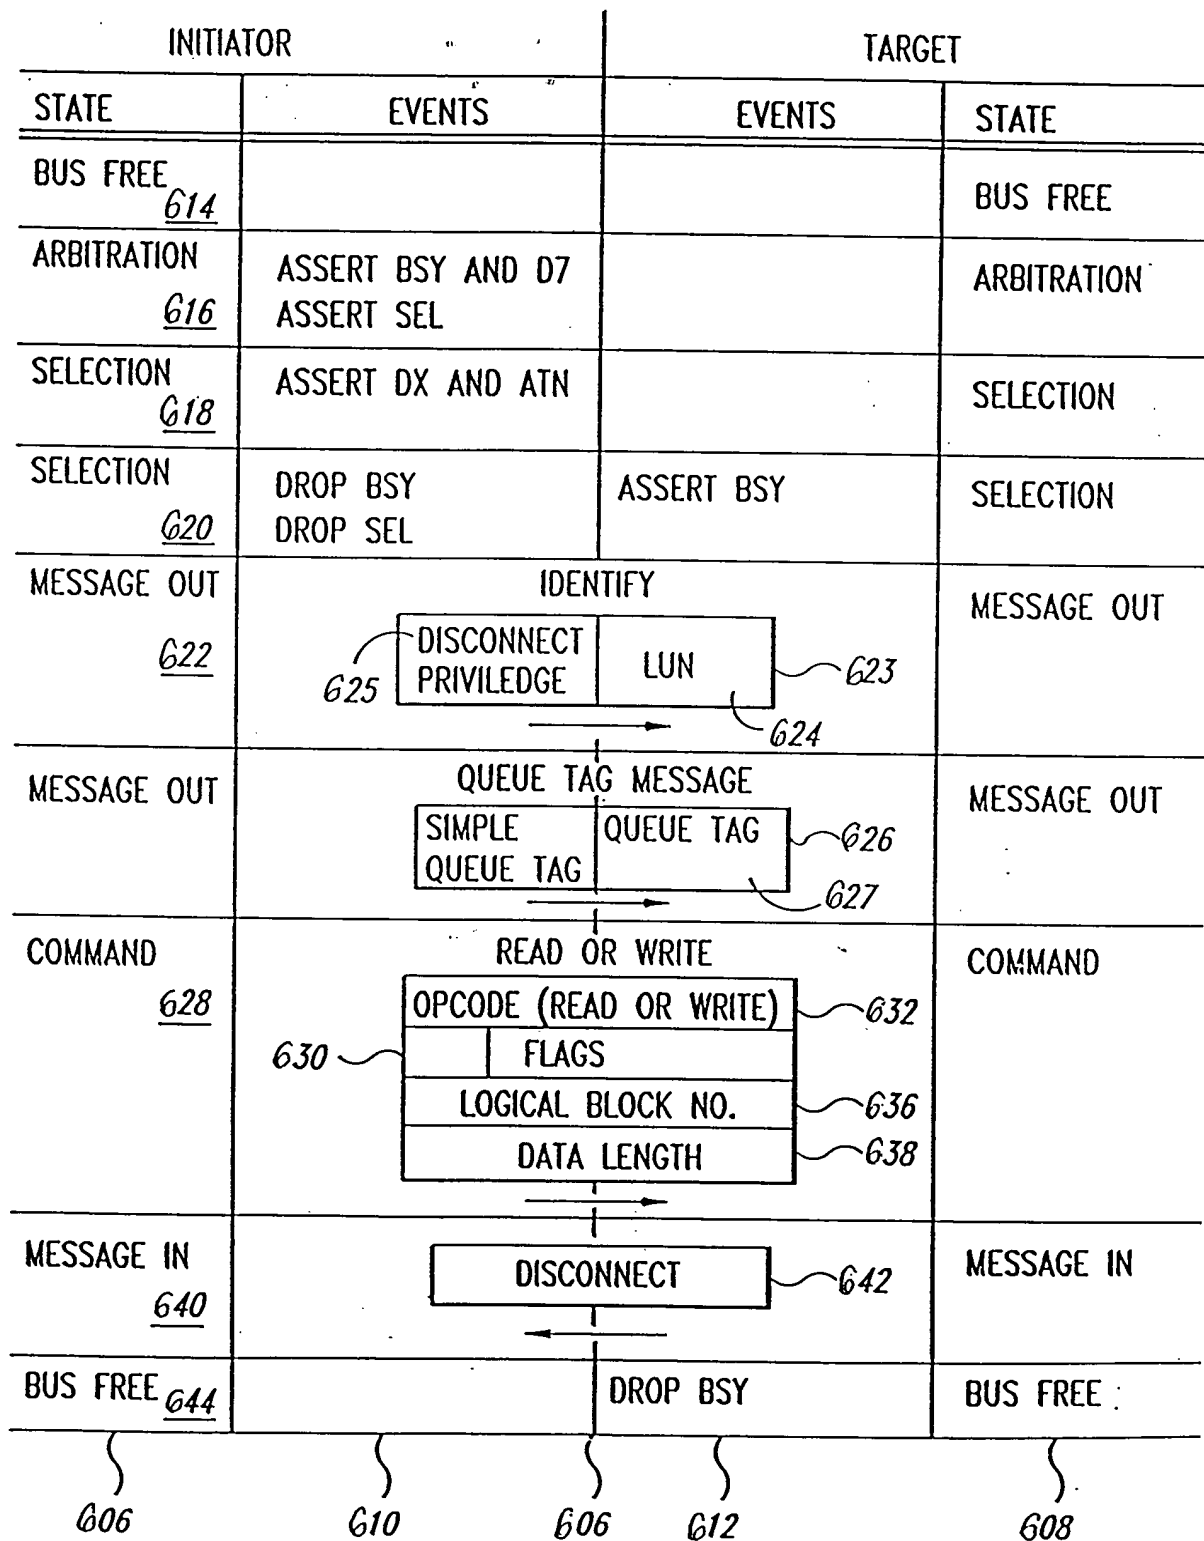 INITIATOR
TARGET
STATE
EVENTS
EVENTS
STATE
BUS FREE
614
BUS FREE
ARBITRATION
616
ASSERT BSY AND D7
ASSERT SEL
ARBITRATION
SELECTION
618
ASSERT DX AND ATN
SELECTION
SELECTION
620
DROP BSY
DROP SEL
ASSERT BSY
SELECTION
MESSAGE OUT
622
IDENTIFY
DISCONNECT
PRIVILEDGE
LUN
625
623
624
MESSAGE OUT
MESSAGE OUT
QUEUE TAG MESSAGE
SIMPLE
QUEUE TAG
QUEUE TAG
626
627
MESSAGE OUT
COMMAND
628
READ OR WRITE
OPCODE (READ OR WRITE)
632
630
FLAGS
LOGICAL BLOCK NO.
636
DATA LENGTH
638
COMMAND
MESSAGE IN
640
DISCONNECT
642
MESSAGE IN
BUS FREE
644
DROP BSY
BUS FREE
606
610
606
612
608